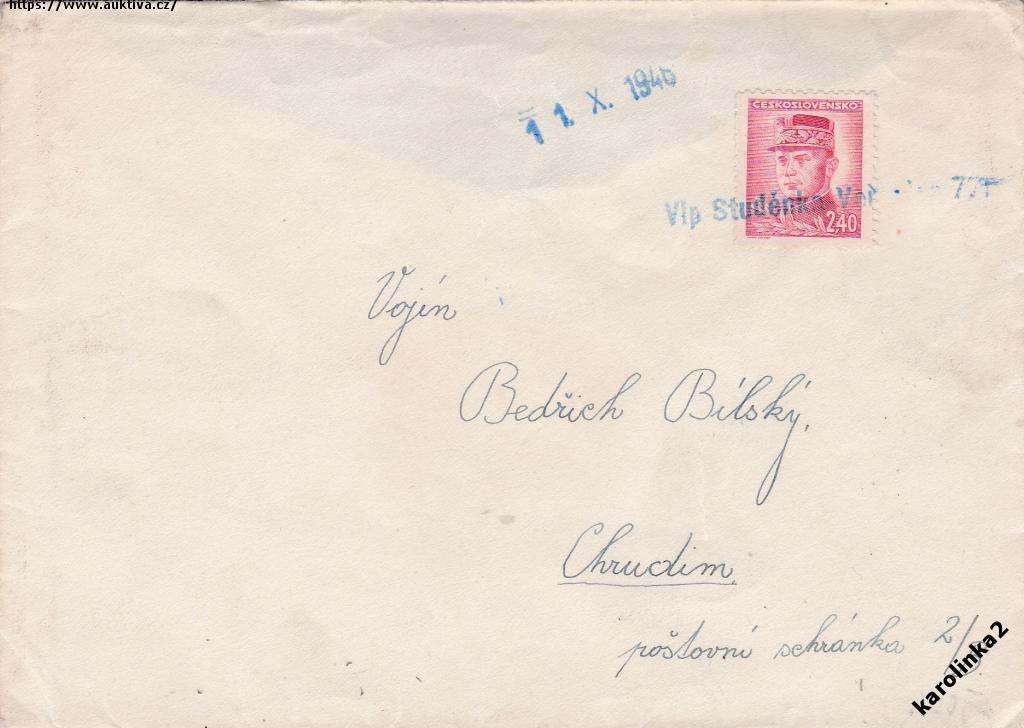 https://www.auktiva.cz/
11. X. 1946
ČESKOSLOVENSKO
Vlp Studénka-Veř
2,40
Vojín
Bedřich Bílský,
Chrudim,
poštovní schránka 2/
karolinka2